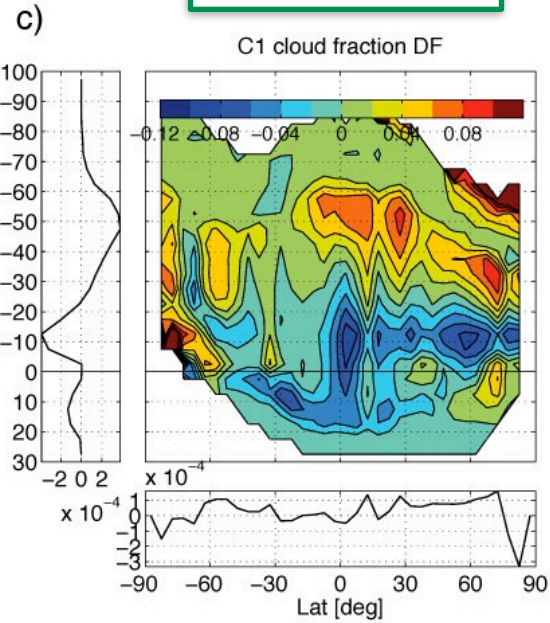 c)
C1 cloud fraction DF
100
−90
−80
−70
−60
−50
−40
−30
−20
−10
0
10
20
30
−0.12 −0.08 −0.04 0 0.04 0.08
−2 0 2
x 10⁻⁴
x 10⁻⁴
1
0
−1
−2
−3
−90 −60 −30 0 30 60 90
Lat [deg]